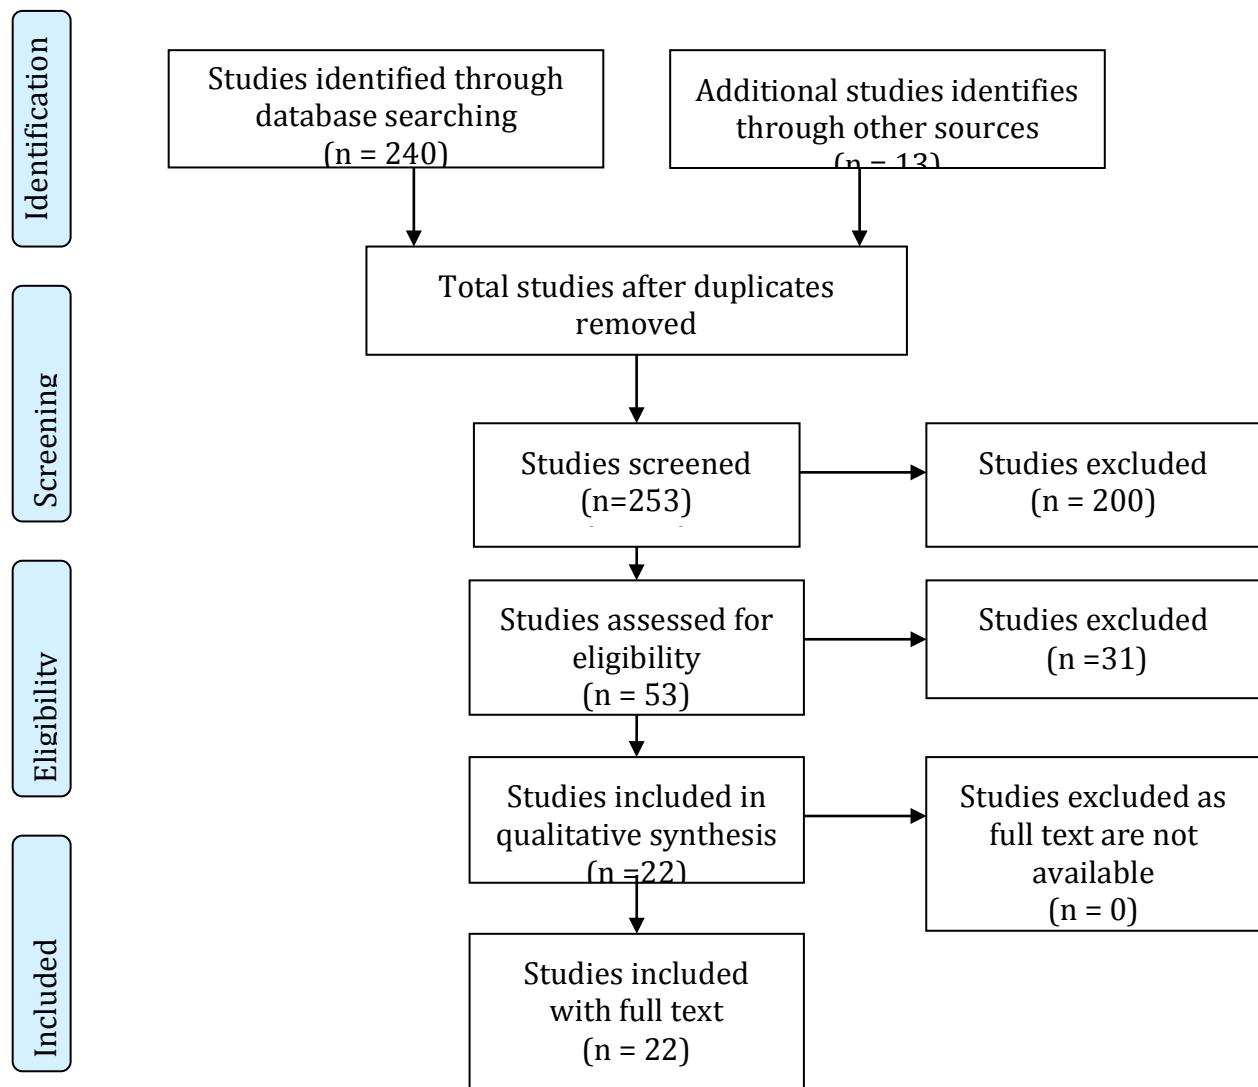 Identification
Studies identified through
database searching
(n = 240)
Additional studies identifies
through other sources
(n = 13)
Total studies after duplicates
removed
Screening
Studies screened
(n=253)
Studies excluded
(n = 200)
Eligibility
Studies assessed for
eligibility
(n = 53)
Studies excluded
(n =31)
Studies included in
qualitative synthesis
(n =22)
Studies excluded as
full text are not
available
(n = 0)
Included
Studies included
with full text
(n = 22)